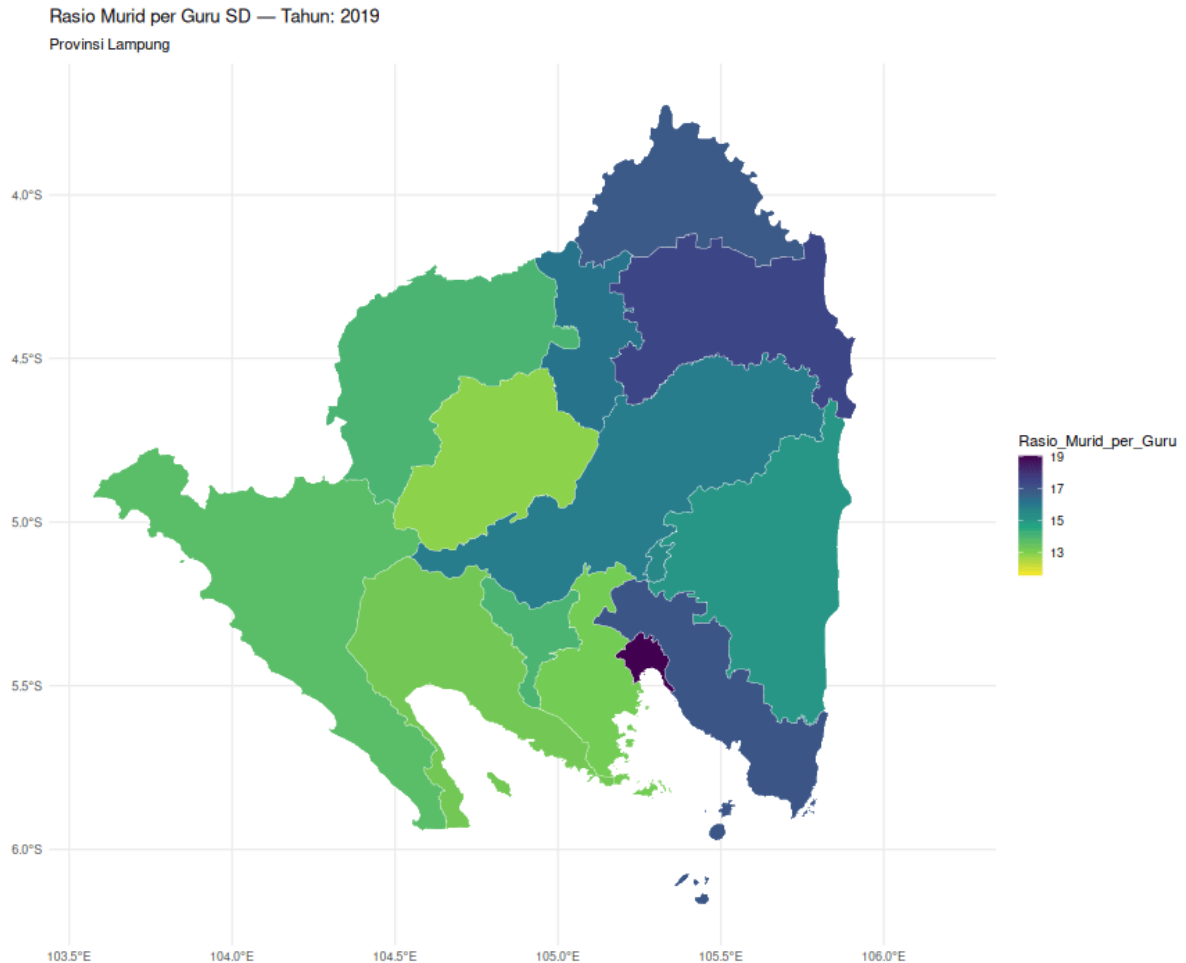 Rasio Murid per Guru SD — Tahun: 2019
Provinsi Lampung
4.0°S
4.5°S
5.0°S
5.5°S
6.0°S
103.5°E 104.0°E 104.5°E 105.0°E 105.5°E 106.0°E
Rasio_Murid_per_Guru
19
17
15
13